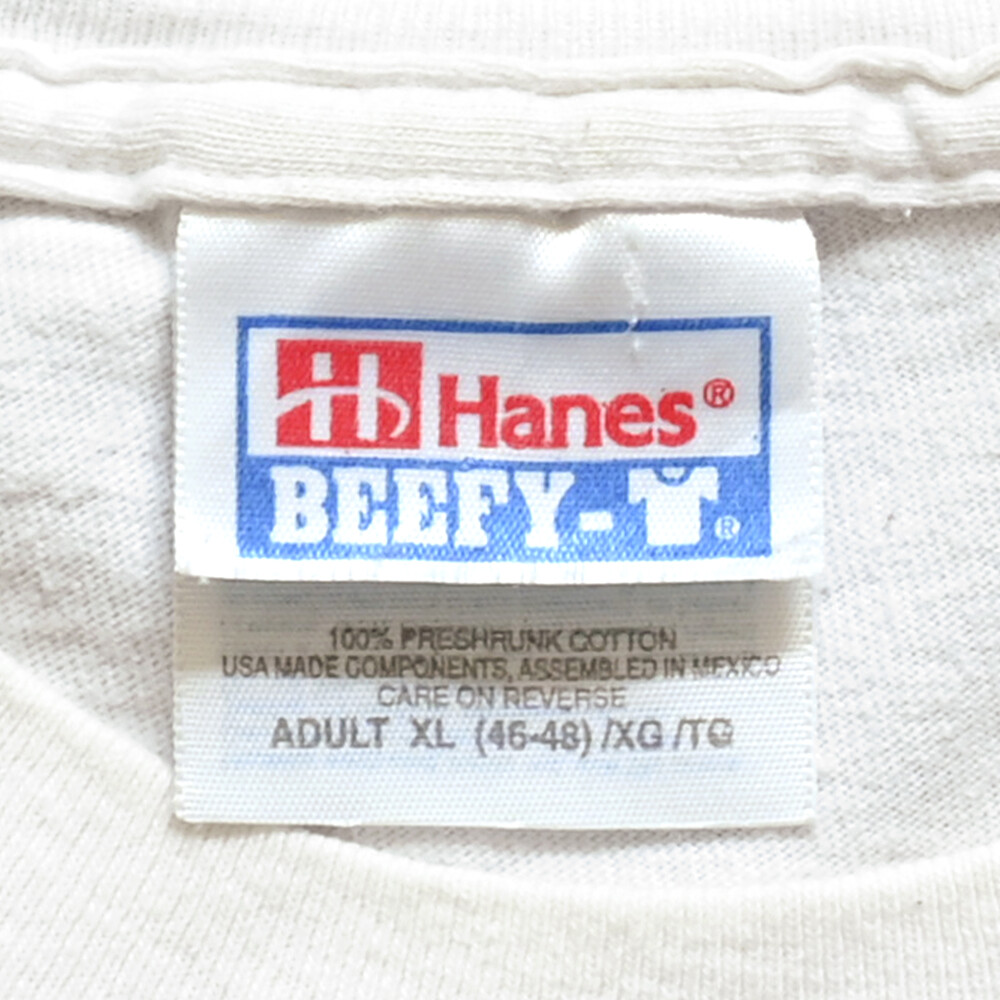 H Hanes®
BEEFY-T®
100% PRESHRUNK COTTON
USA MADE COMPONENTS, ASSEMBLED IN MEXICO
CARE ON REVERSE
ADULT XL (46-48) /XG /TG